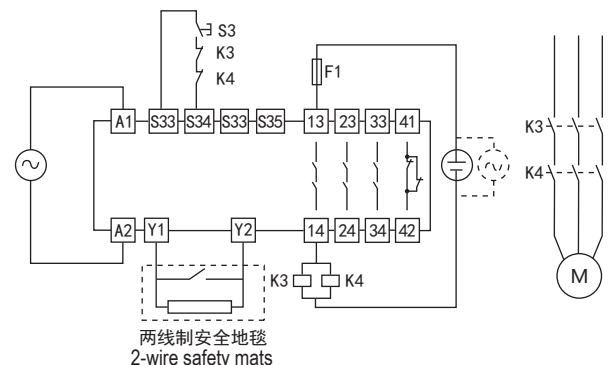 S3
K3
K4
F1
A1 S33 S34 S33 S35 13 23 33 41
K3
K4
A2 Y1 Y2 14 24 34 42
K3 K4
M
两线制安全地毯
2-wire safety mats